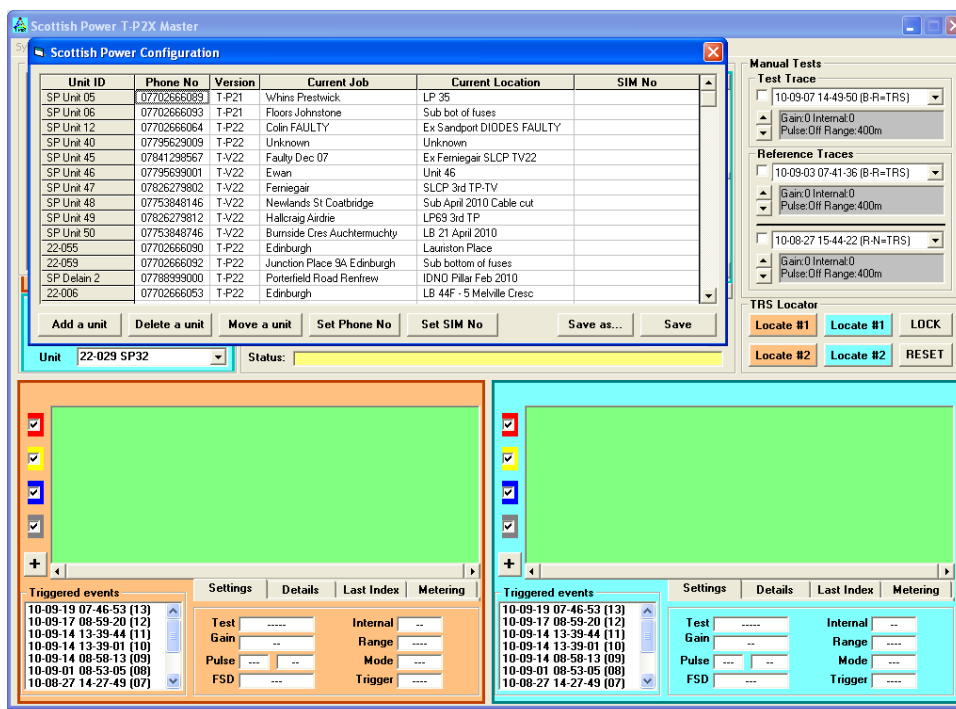 Scottish Power T-P2X Master
Sy
Scottish Power Configuration
Unit ID Phone No Version Current Job Current Location SIM No
SP Unit 05 07702666089 T-P21 Whins Prestwick LP 35
SP Unit 06 07702666093 T-P21 Floors Johnstone Sub bot of fuses
SP Unit 12 07702666064 T-P22 Colin FAULTY Ex Sandport DIODES FAULTY
SP Unit 40 07795629009 T-P22 Unknown Unknown
SP Unit 45 07841298567 T-V22 Faulty Dec 07 Ex Ferniegair SLCP TV22
SP Unit 46 07795699001 T-V22 Ewan Unit 46
SP Unit 47 07826279802 T-V22 Ferniegair SLCP 3rd TP-TV
SP Unit 48 07753848146 T-V22 Newlands St Coatbridge Sub April 2010 Cable cut
SP Unit 49 07826279812 T-V22 Hallcraig Airdrie LP69 3rd TP
SP Unit 50 07753848746 T-V22 Burnside Cres Auchtermuchty LB 21 April 2010
22-055 07702666090 T-P22 Edinburgh Lauriston Place
22-059 07702666092 T-P22 Junction Place 9A Edinburgh Sub bottom of fuses
SP Delain 2 07788999000 T-P22 Porterfield Road Renfrew IDNO Pillar Feb 2010
22-006 07702666053 T-P22 Edinburgh LB 44F - 5 Melville Cresc
Add a unit Delete a unit Move a unit Set Phone No Set SIM No Save as... Save
Unit 22-029 SP32 Status:
Manual Tests
Test Trace
10-09-07 14-49-50 (B-R=TRS)
Gain:0 Internal:0
Pulse:Off Range:400m
Reference Traces
10-09-03 07-41-36 (B-R=TRS)
Gain:0 Internal:0
Pulse:Off Range:400m
10-08-27 15-44-22 (R-N=TRS)
Gain:0 Internal:0
Pulse:Off Range:400m
TRS Locator
Locate #1 Locate #1 LOCK
Locate #2 Locate #2 RESET
+
Triggered events
10-09-19 07-46-53 (13)
10-09-17 08-59-20 (12)
10-09-14 13-39-44 (11)
10-09-14 13-39-01 (10)
10-09-14 08-58-13 (09)
10-09-01 08-53-05 (08)
10-08-27 14-27-49 (07)
Settings Details Last Index Metering
Test ----- Internal --
Gain -- Range ----
Pulse --- -- Mode ----
FSD --- Trigger ----
+
Triggered events
10-09-19 07-46-53 (13)
10-09-17 08-59-20 (12)
10-09-14 13-39-44 (11)
10-09-14 13-39-01 (10)
10-09-14 08-58-13 (09)
10-09-01 08-53-05 (08)
10-08-27 14-27-49 (07)
Settings Details Last Index Metering
Test ----- Internal --
Gain -- Range ----
Pulse --- -- Mode ----
FSD --- Trigger ----